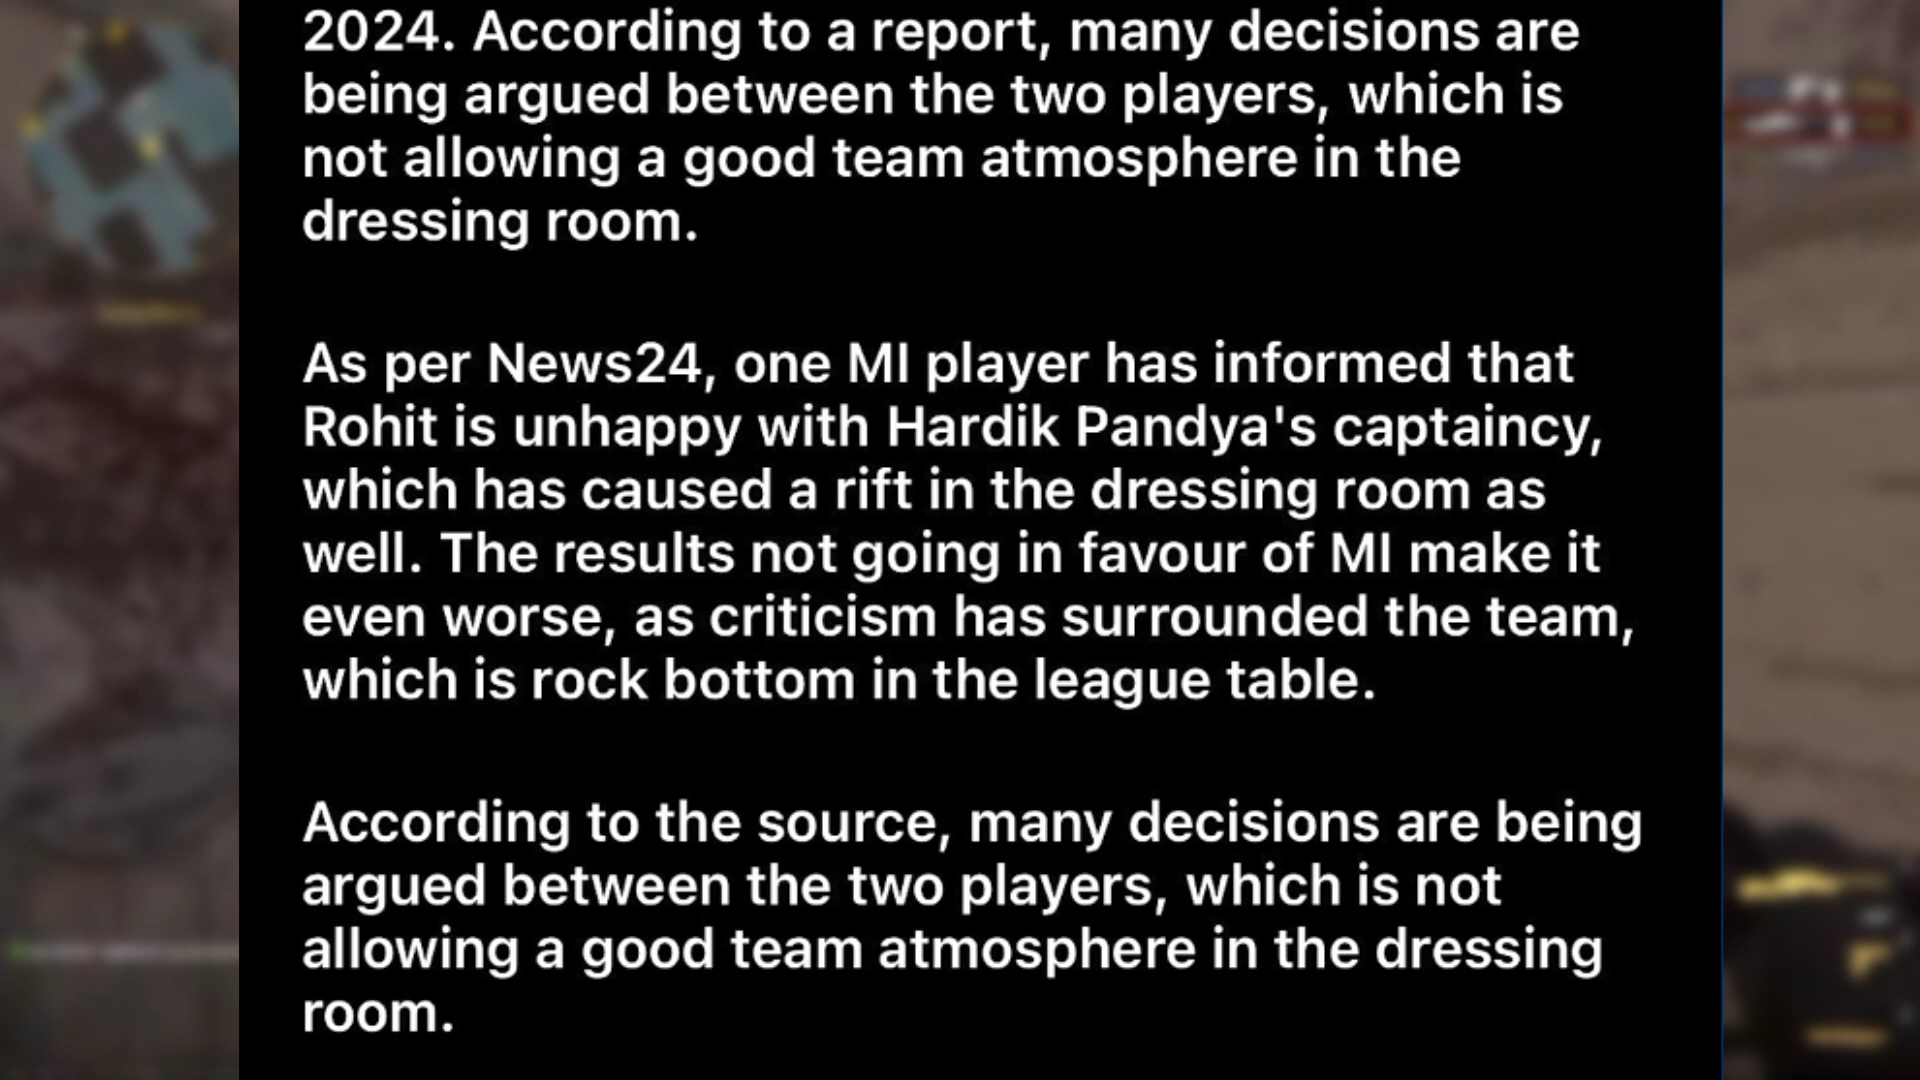 2024. According to a report, many decisions are
being argued between the two players, which is
not allowing a good team atmosphere in the
dressing room.
As per News24, one MI player has informed that
Rohit is unhappy with Hardik Pandya's captaincy,
which has caused a rift in the dressing room as
well. The results not going in favour of MI make it
even worse, as criticism has surrounded the team,
which is rock bottom in the league table.
According to the source, many decisions are being
argued between the two players, which is not
allowing a good team atmosphere in the dressing
room.